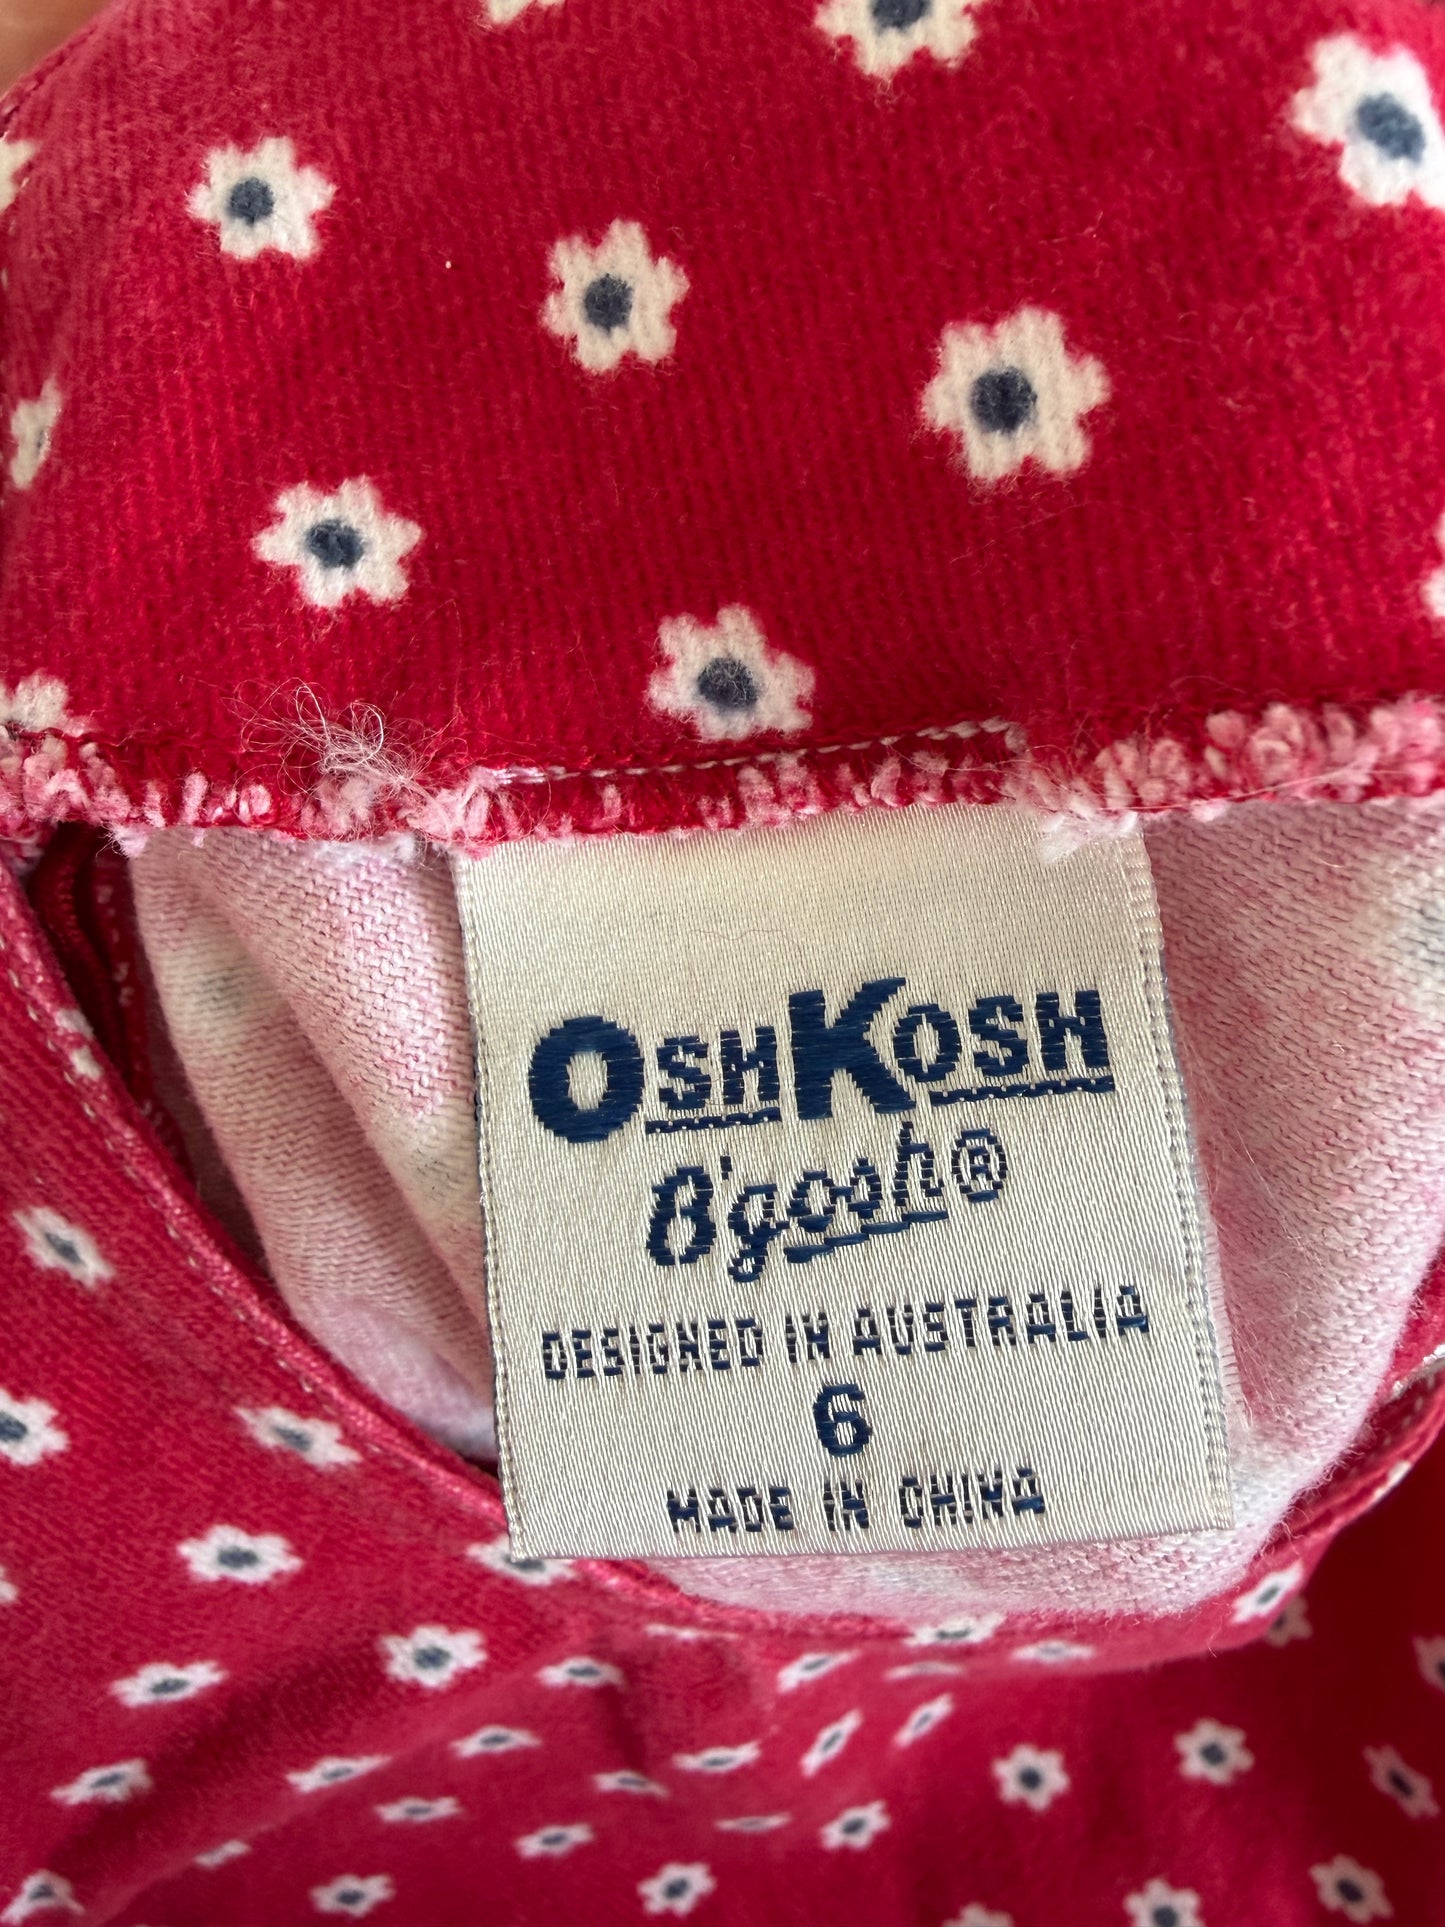 OSHKOSH
B'gosh®
DESIGNED IN AUSTRALIA
6
MADE IN CHINA